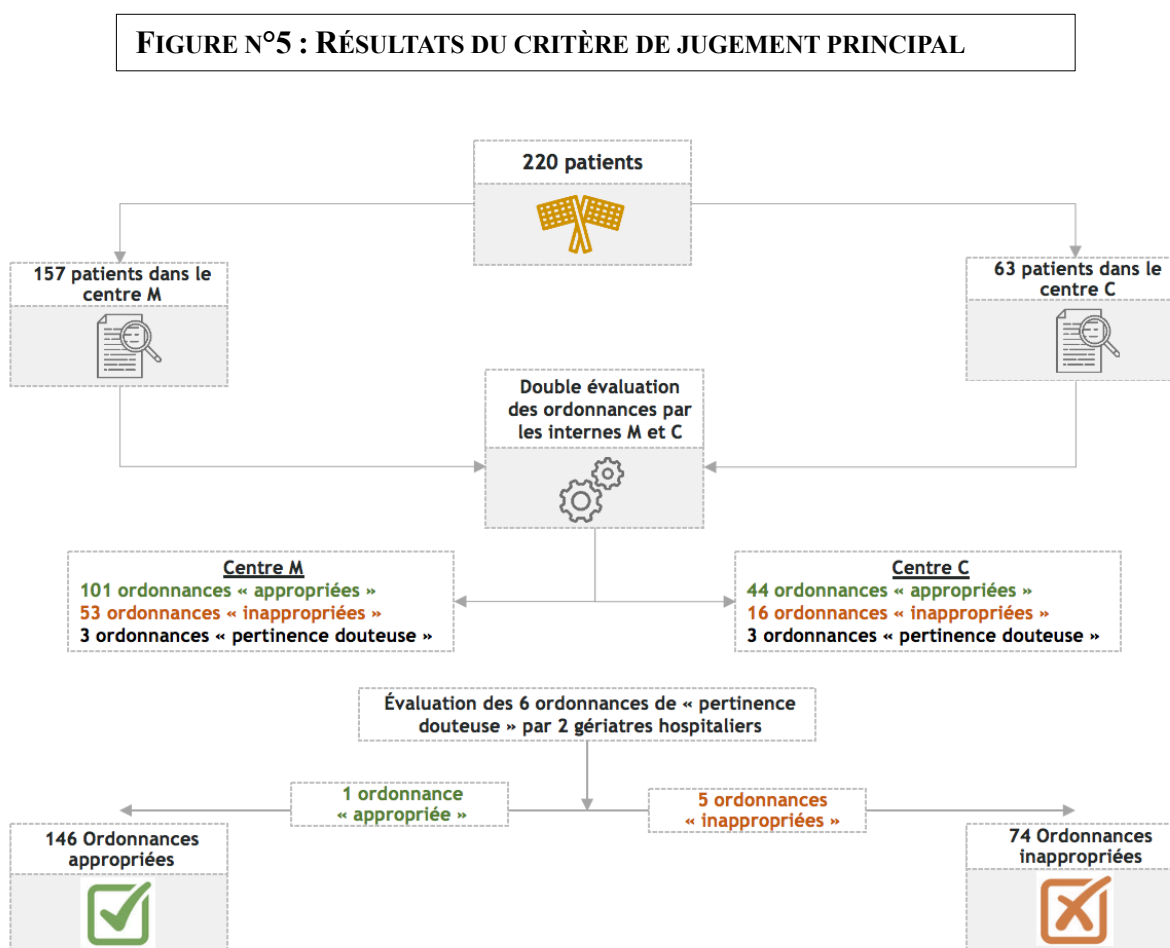 FIGURE N°5 : RÉSULTATS DU CRITÈRE DE JUGEMENT PRINCIPAL
220 patients
157 patients dans le
centre M
63 patients dans le
centre C
Double évaluation
des ordonnances par
les internes M et C
Centre M
101 ordonnances « appropriées »
53 ordonnances « inappropriées »
3 ordonnances « pertinence douteuse »
Centre C
44 ordonnances « appropriées »
16 ordonnances « inappropriées »
3 ordonnances « pertinence douteuse »
Évaluation des 6 ordonnances de « pertinence
douteuse » par 2 gériatres hospitaliers
1 ordonnance
« appropriée »
5 ordonnances
« inappropriées »
146 Ordonnances
appropriées
74 Ordonnances
inappropriées